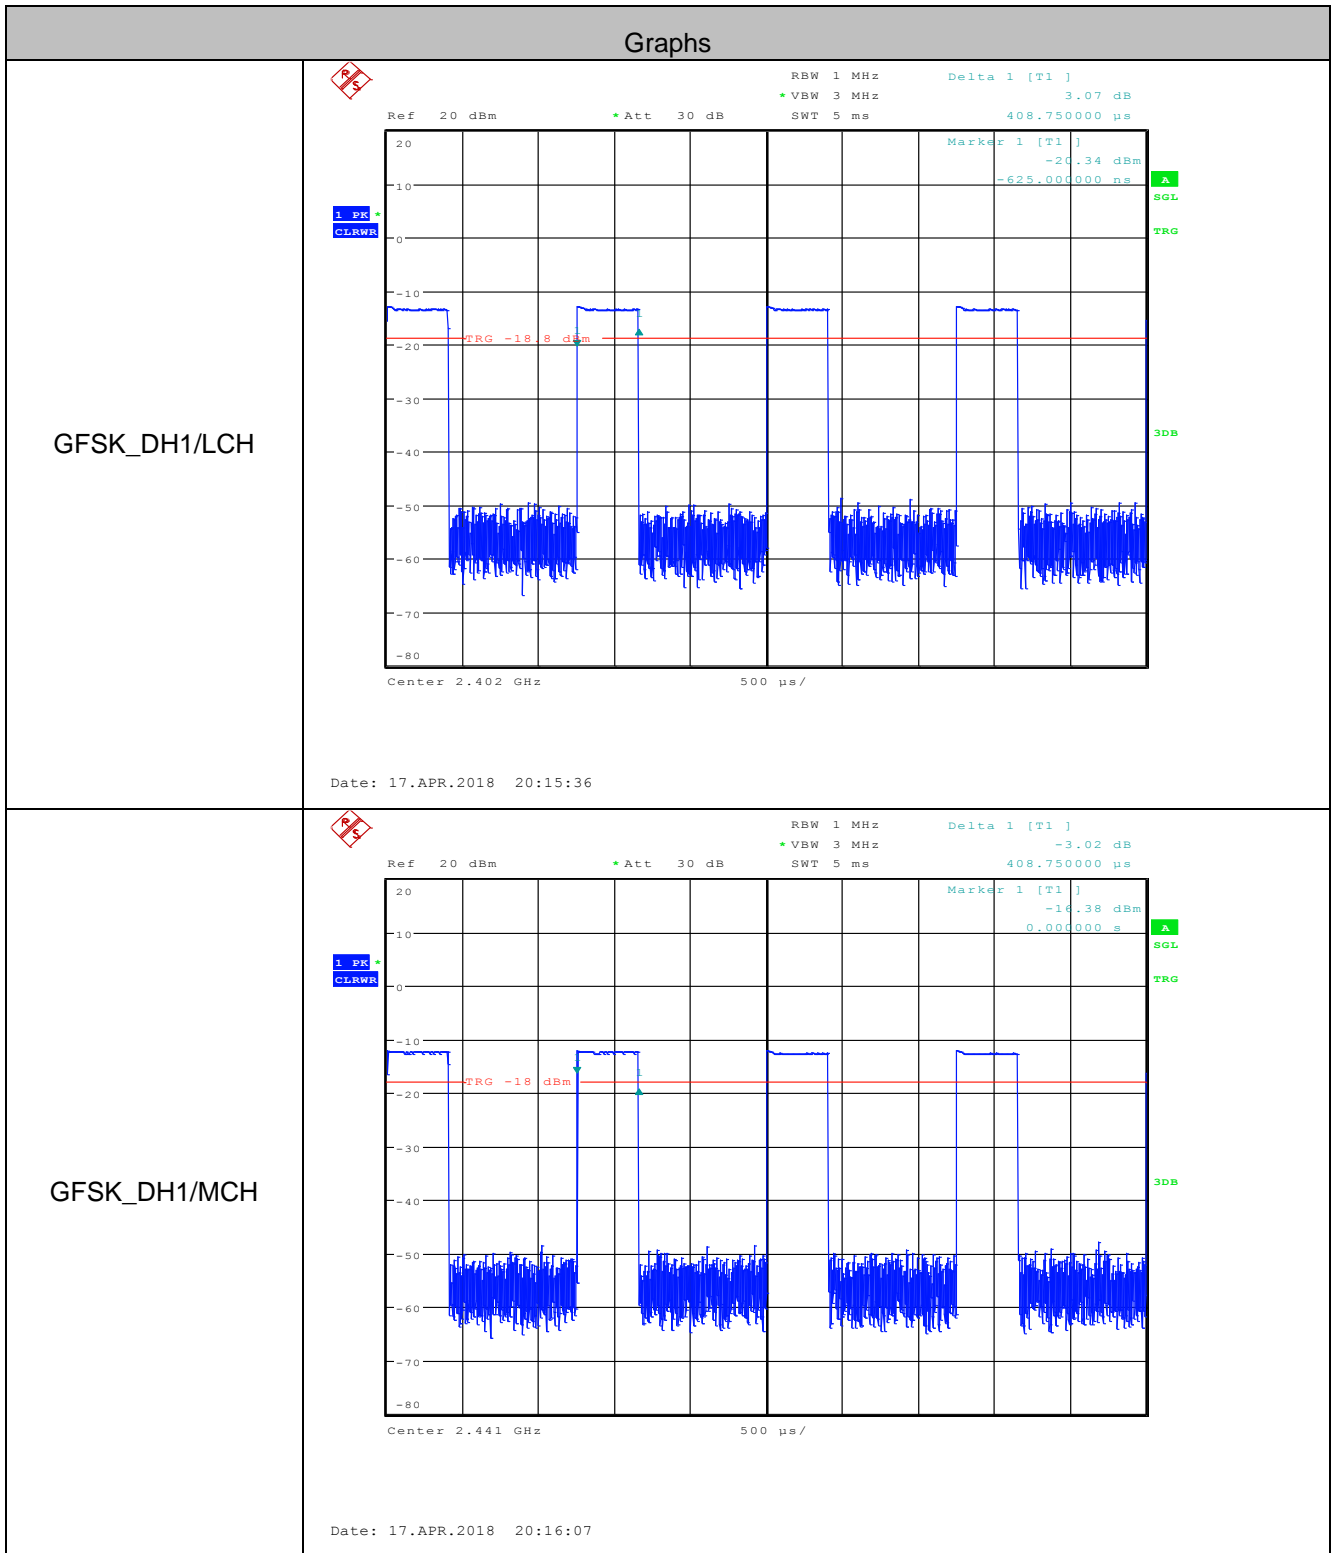 Graphs
GFSK_DH1/LCH
R S
RBW 1 MHz
Delta 1 [T1 ]
* VBW 3 MHz
3.07 dB
Ref 20 dBm
* Att 30 dB
SWT 5 ms
408.750000 µs
20
Marker 1 [T1 ]
-20.34 dBm
-625.000000 ns
A
SGL
TRG
10
1 PK *
CLRWR
0
-10
1
TRG -18.8 dBm
-20
-30
3DB
-40
-50
-60
-70
-80
Center 2.402 GHz
500 µs/
Date: 17.APR.2018 20:15:36
GFSK_DH1/MCH
R S
RBW 1 MHz
Delta 1 [T1 ]
* VBW 3 MHz
-3.02 dB
Ref 20 dBm
* Att 30 dB
SWT 5 ms
408.750000 µs
20
Marker 1 [T1 ]
-16.38 dBm
0.000000 s
A
SGL
TRG
10
1 PK *
CLRWR
0
-10
1
TRG -18 dBm
-20
-30
3DB
-40
-50
-60
-70
-80
Center 2.441 GHz
500 µs/
Date: 17.APR.2018 20:16:07